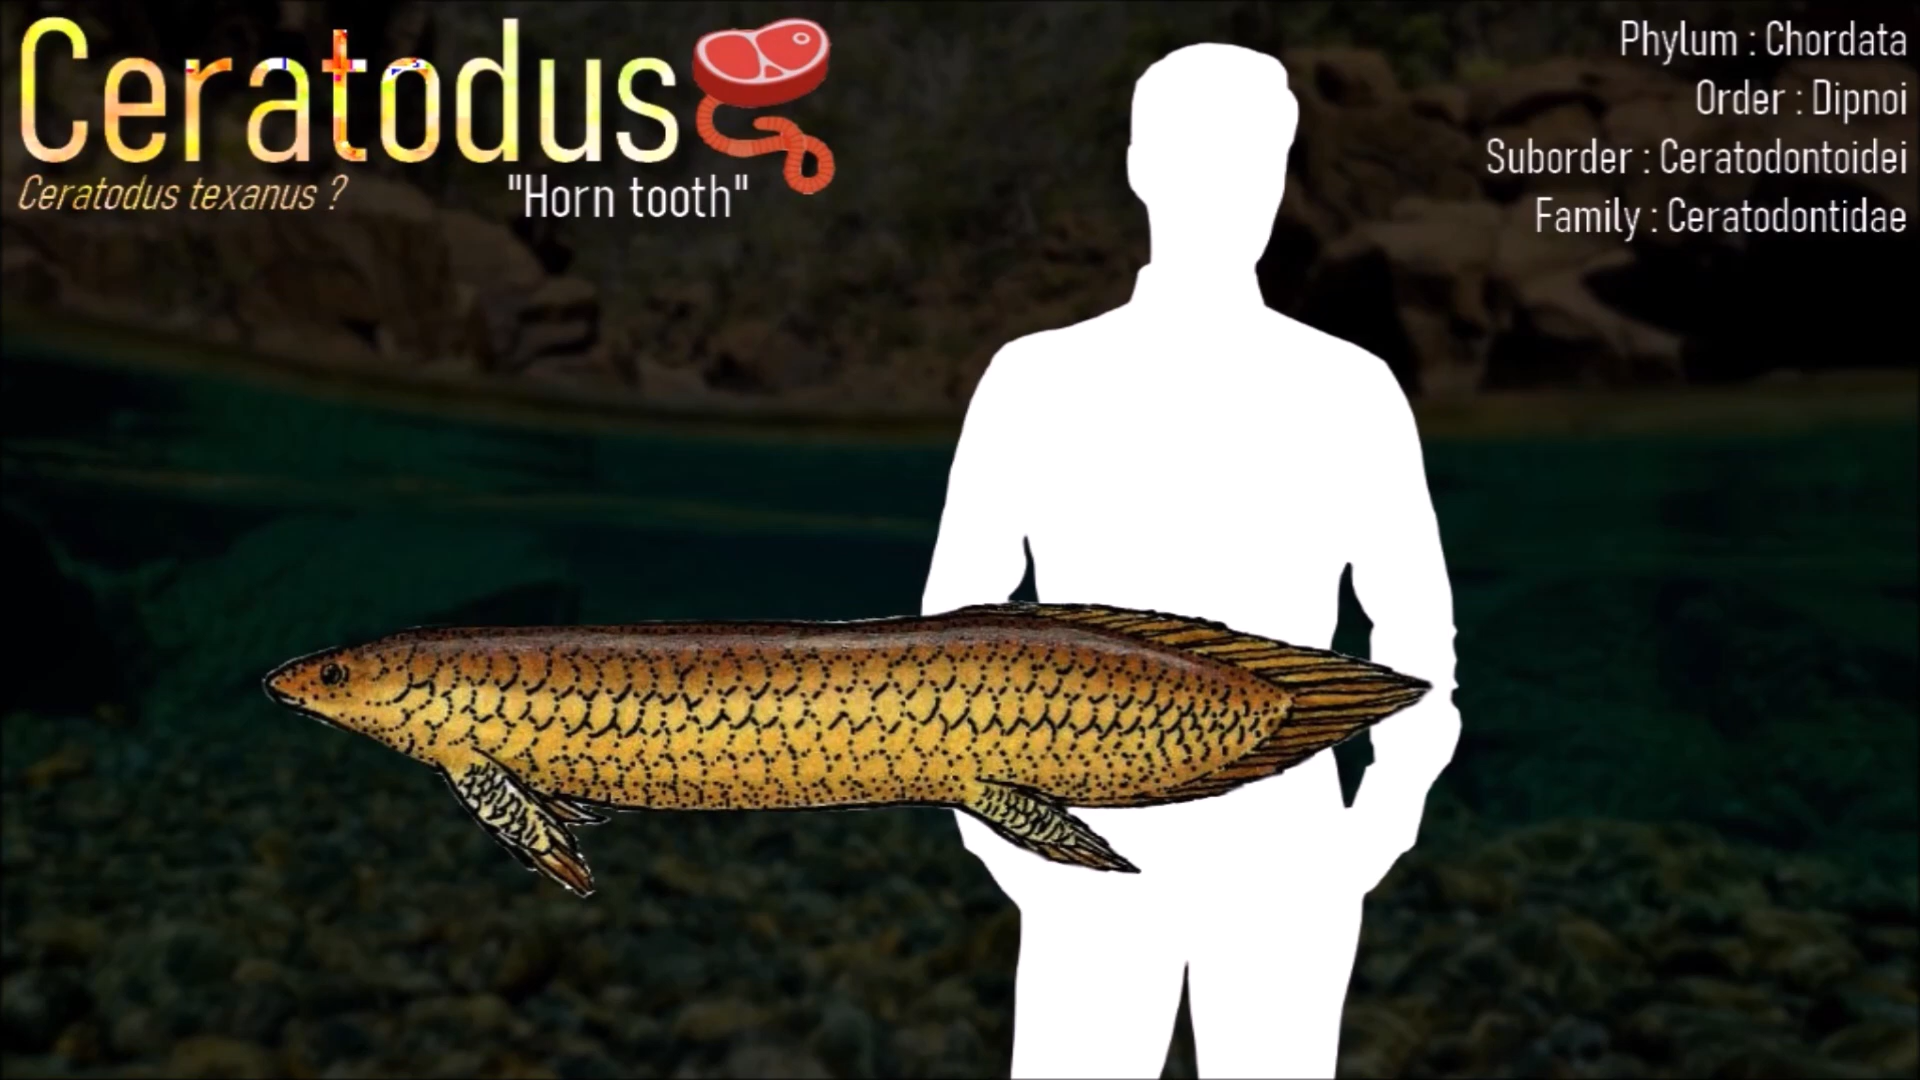 Ceratodus
Ceratodus texanus ?
"Horn tooth"
Phylum : Chordata
Order : Dipnoi
Suborder : Ceratodontoidei
Family : Ceratodontidae